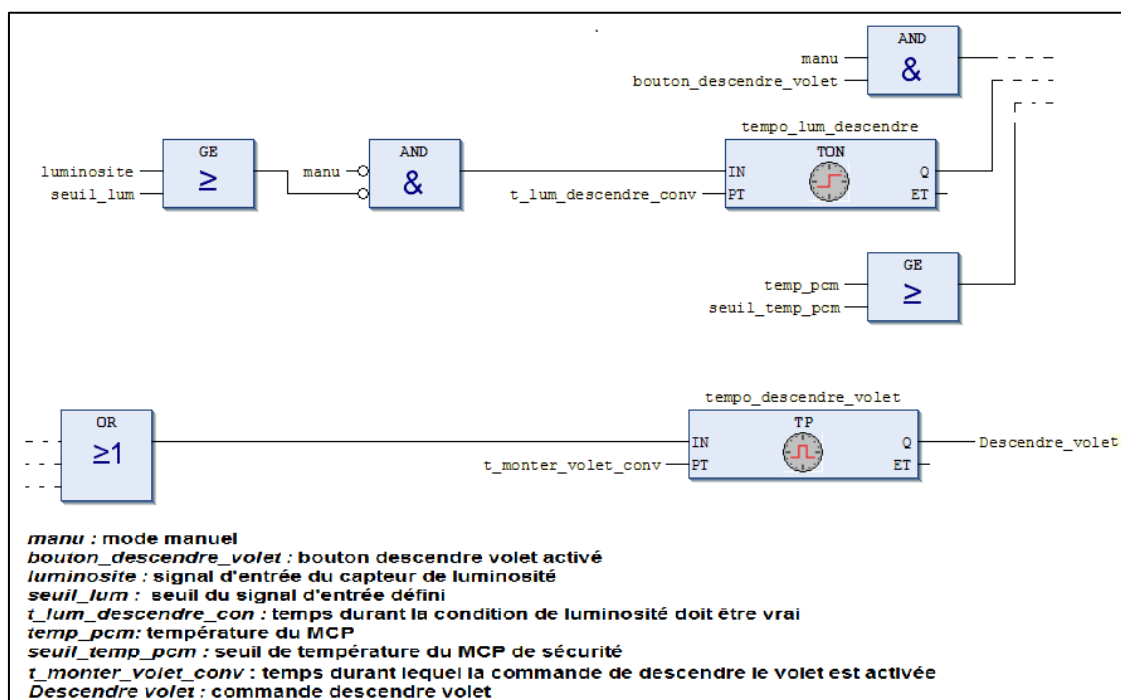 AND
manu
&
bouton_descendre_volet
tempo_lum_descendre
GE
AND
TON
luminosite
≥
manu
&
IN
Q
seuil_lum
t_lum_descendre_conv
PT
ET
GE
temp_pcm
≥
seuil_temp_pcm
tempo_descendre_volet
OR
TP
≥1
IN
Q
Descendre_volet
t_monter_volet_conv
PT
ET
manu : mode manuel
bouton_descendre_volet : bouton descendre volet activé
luminosite : signal d'entrée du capteur de luminosité
seuil_lum : seuil du signal d'entrée défini
t_lum_descendre_con : temps durant la condition de luminosité doit être vrai
temp_pcm: température du MCP
seuil_temp_pcm : seuil de température du MCP de sécurité
t_monter_volet_conv : temps durant lequel la commande de descendre le volet est activée
Descendre volet : commande descendre volet